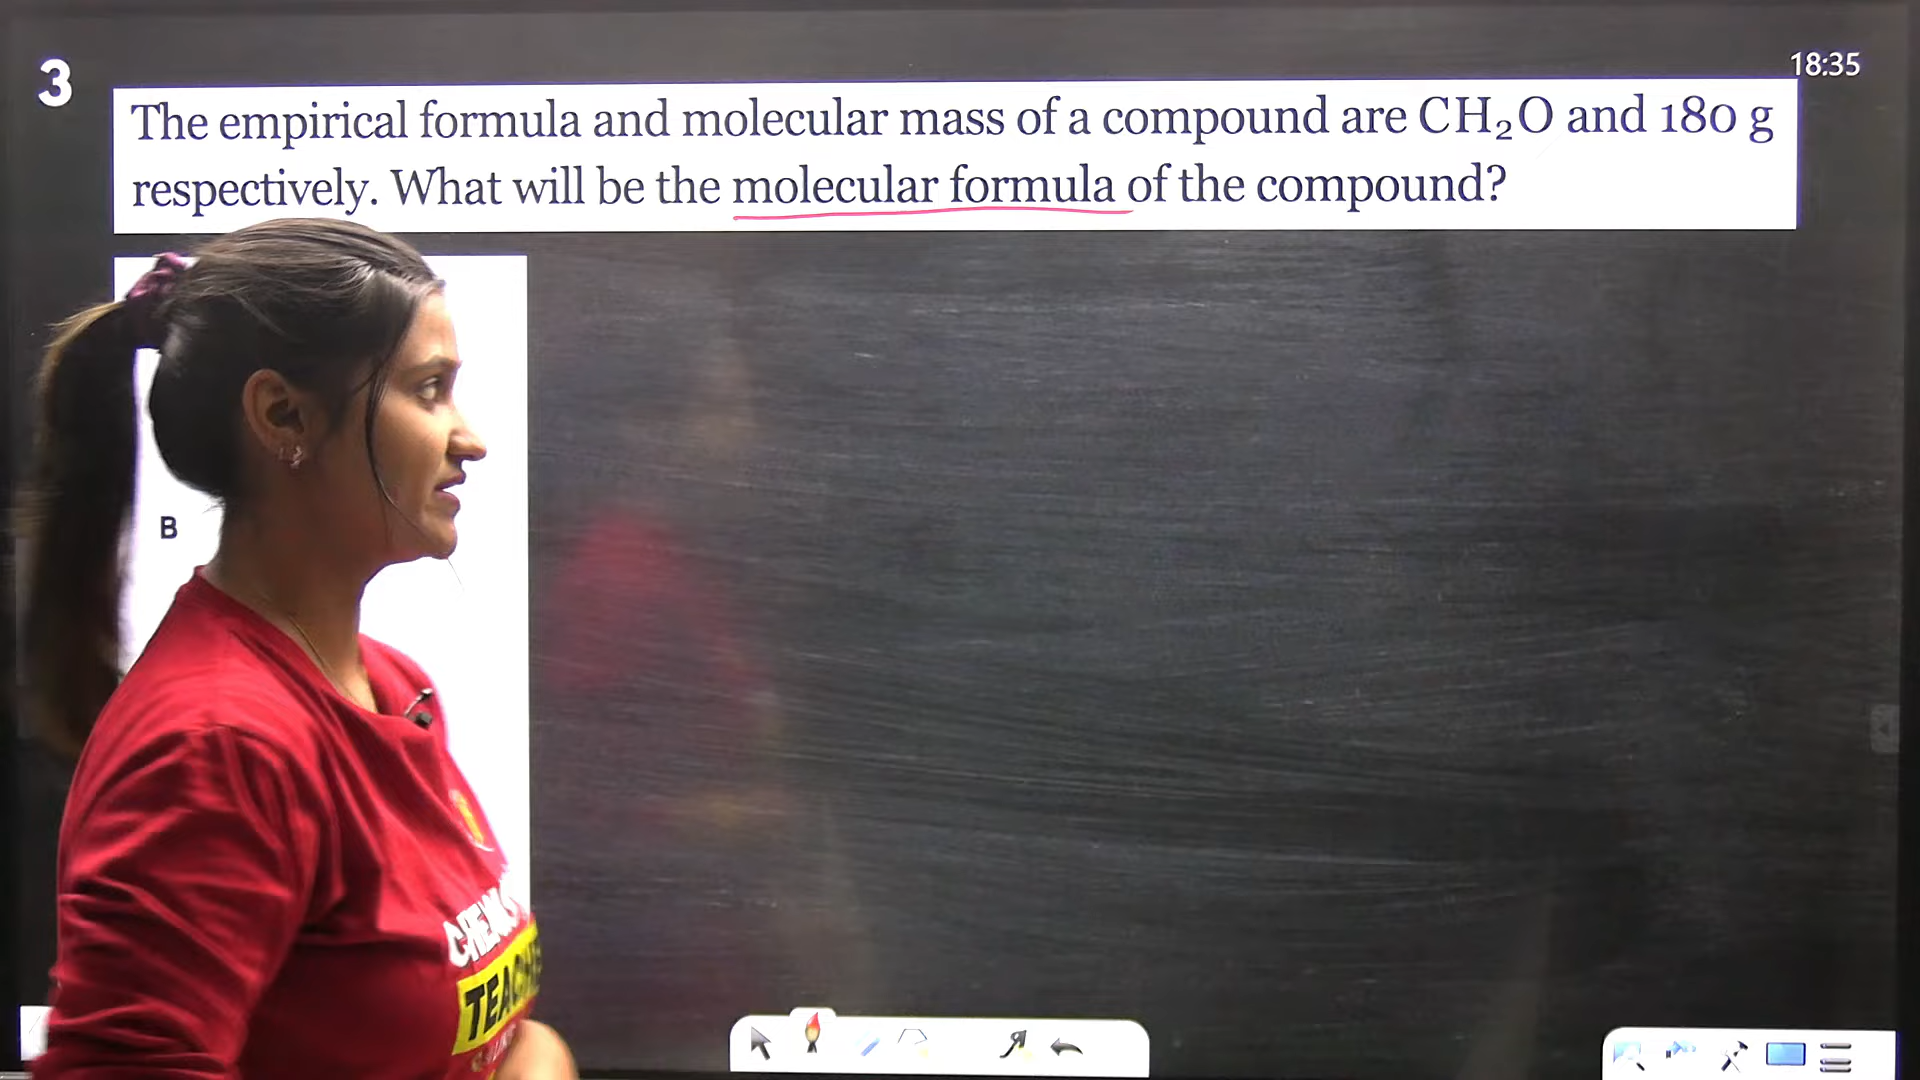 3
18:35
The empirical formula and molecular mass of a compound are CH₂O and 180 g
respectively. What will be the molecular formula of the compound?
B